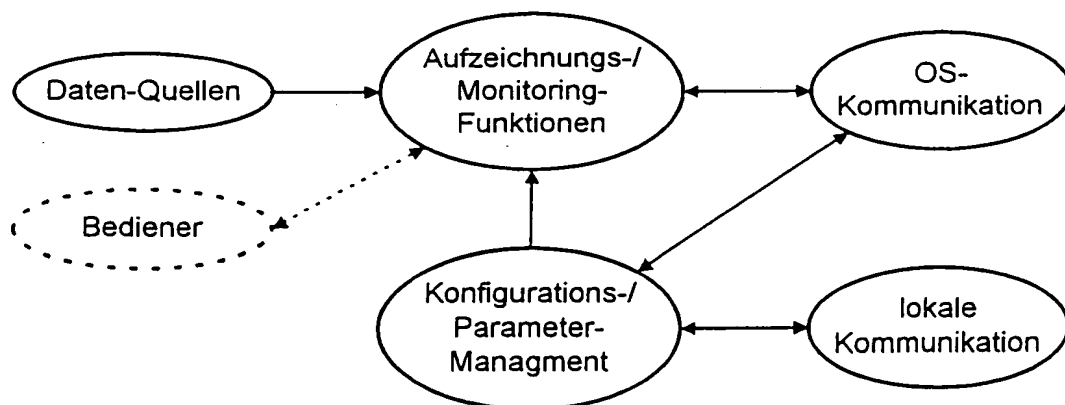 Daten-Quellen
Aufzeichnungs-/
Monitoring-
Funktionen
OS-
Kommunikation
Bediener
Konfigurations-/
Parameter-
Managment
lokale
Kommunikation